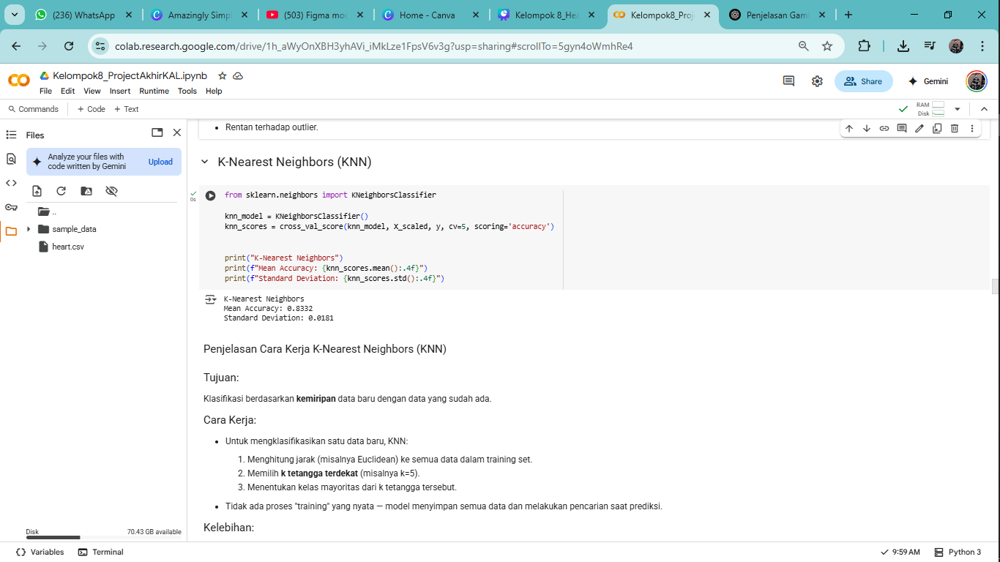 (236) WhatsApp
Amazingly Simpl
(503) Figma moc
Home - Canva
Kelompok 8_Hea
Kelompok8_Proj
Penjelasan Gam
colab.research.google.com/drive/1h_aWyOnXBH3yhAVi_iMkLze1FpsV6v3g?usp=sharing#scrollTo=5gyn4oWmhRe4
Kelompok8_ProjectAkhirKAL.ipynb
File Edit View Insert Runtime Tools Help
Share
Gemini
Commands + Code + Text
RAM
Disk
Files
Analyze your files with
code written by Gemini
Upload
..
sample_data
heart.csv
Rentan terhadap outlier.
K-Nearest Neighbors (KNN)
0s
from sklearn.neighbors import KNeighborsClassifier
knn_model = KNeighborsClassifier()
knn_scores = cross_val_score(knn_model, X_scaled, y, cv=5, scoring='accuracy')
print("K-Nearest Neighbors")
print(f"Mean Accuracy: {knn_scores.mean():.4f}")
print(f"Standard Deviation: {knn_scores.std():.4f}")
K-Nearest Neighbors
Mean Accuracy: 0.8332
Standard Deviation: 0.0181
Penjelasan Cara Kerja K-Nearest Neighbors (KNN)
Tujuan:
Klasifikasi berdasarkan kemiripan data baru dengan data yang sudah ada.
Cara Kerja:
• Untuk mengklasifikasikan satu data baru, KNN:
1. Menghitung jarak (misalnya Euclidean) ke semua data dalam training set.
2. Memilih k tetangga terdekat (misalnya k=5).
3. Menentukan kelas mayoritas dari k tetangga tersebut.
• Tidak ada proses "training" yang nyata — model menyimpan semua data dan melakukan pencarian saat prediksi.
Kelebihan:
Disk 70.43 GB available
Variables Terminal
9:59 AM Python 3